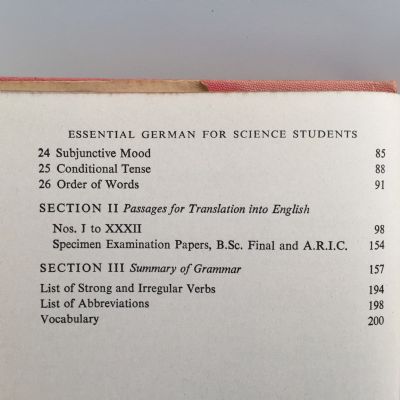 ESSENTIAL GERMAN FOR SCIENCE STUDENTS
24 Subjunctive Mood 85
25 Conditional Tense 88
26 Order of Words 91
SECTION II Passages for Translation into English
Nos. I to XXXII 98
Specimen Examination Papers, B.Sc. Final and A.R.I.C. 154
SECTION III Summary of Grammar 157
List of Strong and Irregular Verbs 194
List of Abbreviations 198
Vocabulary 200